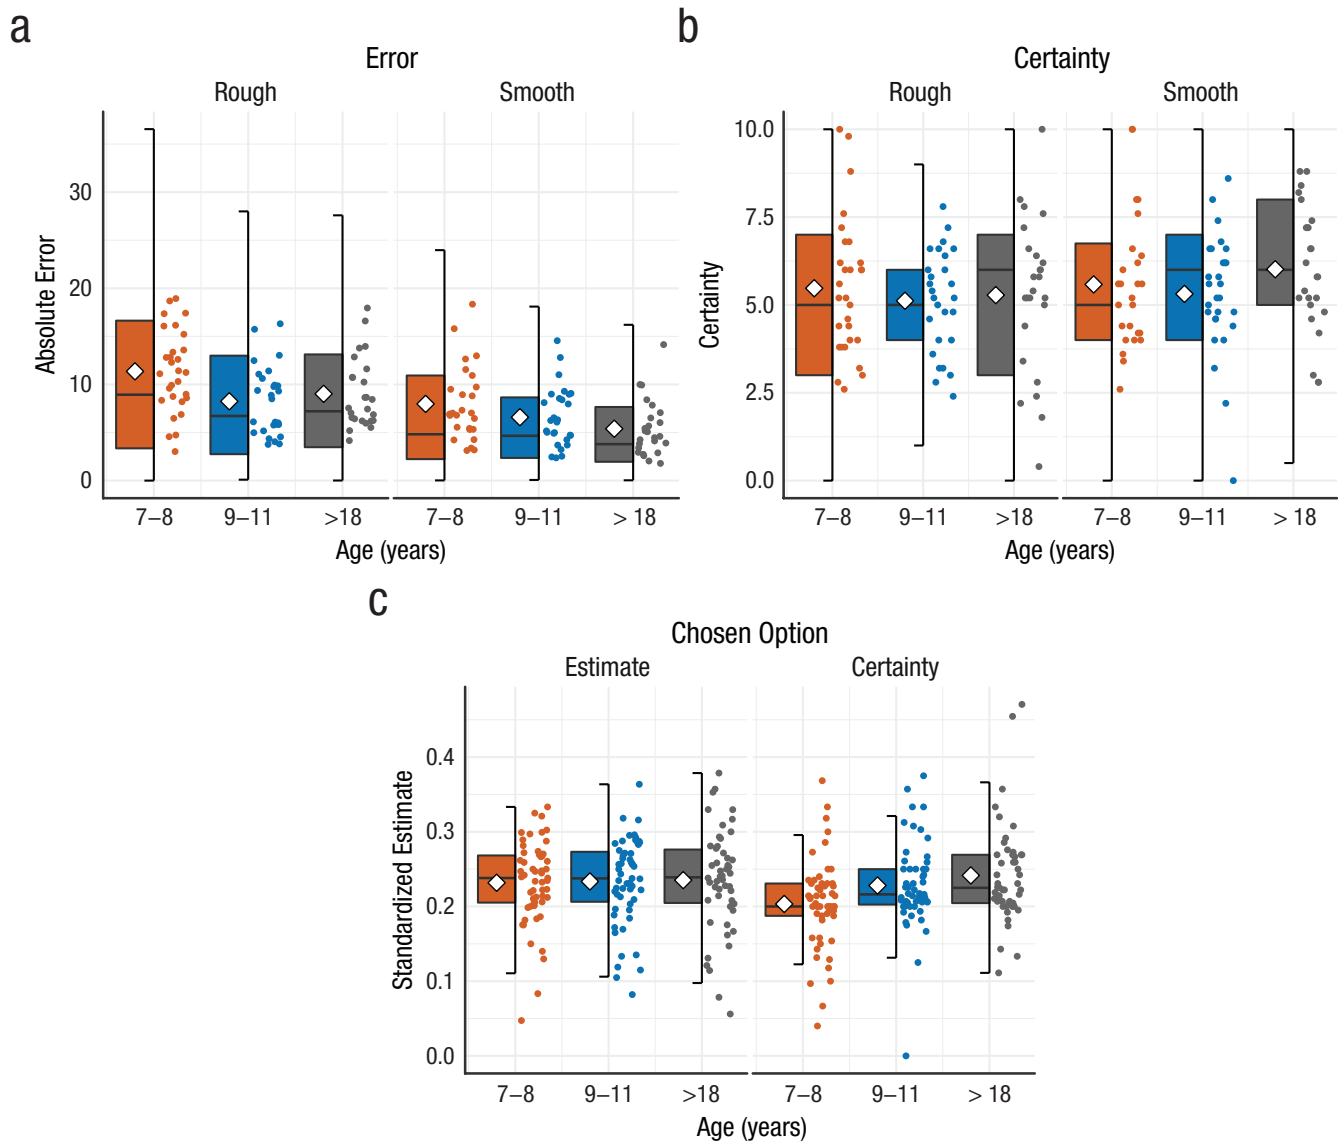 a
Error
Rough
Smooth
Absolute Error
30
20
10
0
7–8
9–11
>18
7–8
9–11
> 18
Age (years)
b
Certainty
Rough
Smooth
Certainty
10.0
7.5
5.0
2.5
0.0
7–8
9–11
>18
7–8
9–11
> 18
Age (years)
c
Chosen Option
Estimate
Certainty
Standardized Estimate
0.4
0.3
0.2
0.1
0.0
7–8
9–11
>18
7–8
9–11
> 18
Age (years)